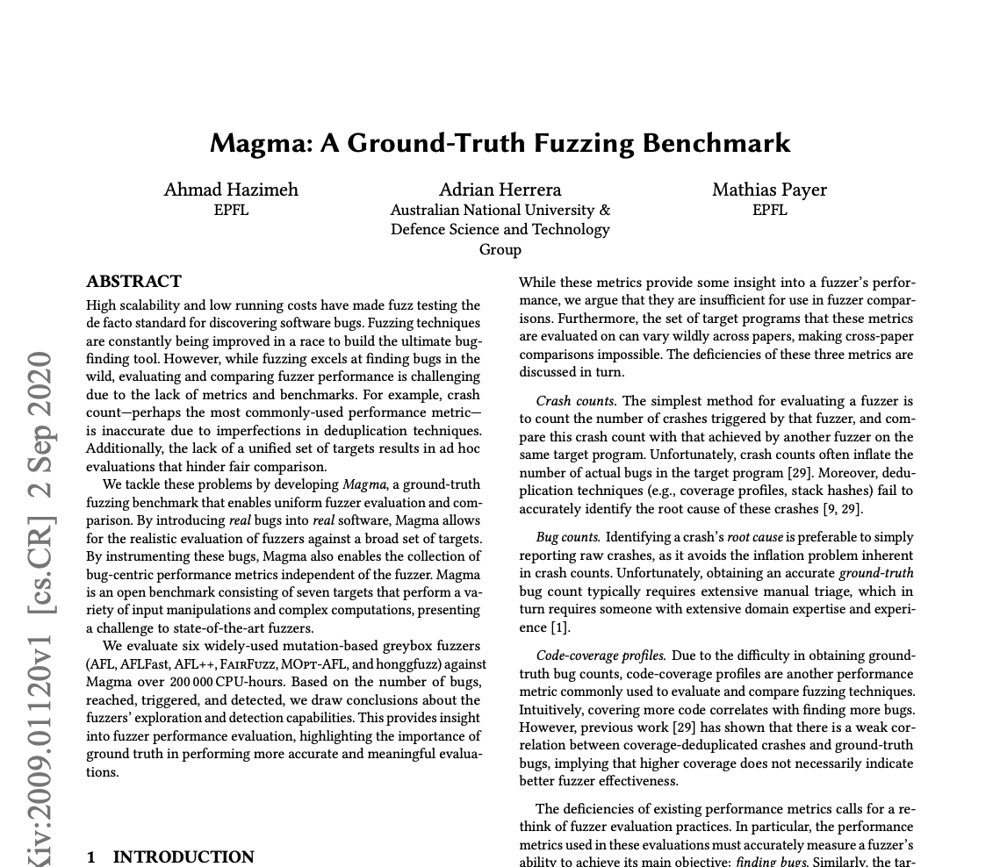 Magma: A Ground-Truth Fuzzing Benchmark
Ahmad Hazimeh
EPFL
Adrian Herrera
Australian National University &
Defence Science and Technology
Group
Mathias Payer
EPFL
ABSTRACT
High scalability and low running costs have made fuzz testing the
de facto standard for discovering software bugs. Fuzzing techniques
are constantly being improved in a race to build the ultimate bug-
finding tool. However, while fuzzing excels at finding bugs in the
wild, evaluating and comparing fuzzer performance is challenging
due to the lack of metrics and benchmarks. For example, crash
count—perhaps the most commonly-used performance metric—
is inaccurate due to imperfections in deduplication techniques.
Additionally, the lack of a unified set of targets results in ad hoc
evaluations that hinder fair comparison.
We tackle these problems by developing Magma, a ground-truth
fuzzing benchmark that enables uniform fuzzer evaluation and com-
parison. By introducing real bugs into real software, Magma allows
for the realistic evaluation of fuzzers against a broad set of targets.
By instrumenting these bugs, Magma also enables the collection of
bug-centric performance metrics independent of the fuzzer. Magma
is an open benchmark consisting of seven targets that perform a va-
riety of input manipulations and complex computations, presenting
a challenge to state-of-the-art fuzzers.
We evaluate six widely-used mutation-based greybox fuzzers
(AFL, AFLFast, AFL++, FairFuzz, MOpt-AFL, and honggfuzz) against
Magma over 200 000 CPU-hours. Based on the number of bugs,
reached, triggered, and detected, we draw conclusions about the
fuzzers' exploration and detection capabilities. This provides insight
into fuzzer performance evaluation, highlighting the importance of
ground truth in performing more accurate and meaningful evalua-
tions.
1 INTRODUCTION
While these metrics provide some insight into a fuzzer's perfor-
mance, we argue that they are insufficient for use in fuzzer compar-
isons. Furthermore, the set of target programs that these metrics
are evaluated on can vary wildly across papers, making cross-paper
comparisons impossible. The deficiencies of these three metrics are
discussed in turn.
Crash counts. The simplest method for evaluating a fuzzer is
to count the number of crashes triggered by that fuzzer, and com-
pare this crash count with that achieved by another fuzzer on the
same target program. Unfortunately, crash counts often inflate the
number of actual bugs in the target program [29]. Moreover, dedu-
plication techniques (e.g., coverage profiles, stack hashes) fail to
accurately identify the root cause of these crashes [9, 29].
Bug counts. Identifying a crash's root cause is preferable to simply
reporting raw crashes, as it avoids the inflation problem inherent
in crash counts. Unfortunately, obtaining an accurate ground-truth
bug count typically requires extensive manual triage, which in
turn requires someone with extensive domain expertise and experi-
ence [1].
Code-coverage profiles. Due to the difficulty in obtaining ground-
truth bug counts, code-coverage profiles are another performance
metric commonly used to evaluate and compare fuzzing techniques.
Intuitively, covering more code correlates with finding more bugs.
However, previous work [29] has shown that there is a weak cor-
relation between coverage-deduplicated crashes and ground-truth
bugs, implying that higher coverage does not necessarily indicate
better fuzzer effectiveness.
The deficiencies of existing performance metrics calls for a re-
think of fuzzer evaluation practices. In particular, the performance
metrics used in these evaluations must accurately measure a fuzzer's
ability to achieve its main objective: finding bugs. Similarly, the tar-
Xiv:2009.01120v1 [cs.CR] 2 Sep 2020